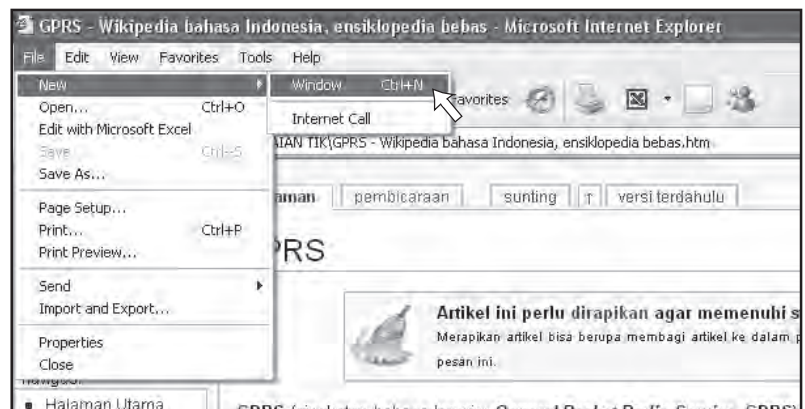 GPRS - Wikipedia bahasa Indonesia, ensiklopedia bebas - Microsoft Internet Explorer
File Edit View Favorites Tools Help
New
Window Ctrl+N
Open... Ctrl+O
Internet Call
Edit with Microsoft Excel
Save Ctrl+S
Save As...
Page Setup...
Print... Ctrl+P
Print Preview...
Send
Import and Export...
Properties
Close
avorites
AIAN TIK\GPRS - Wikipedia bahasa Indonesia, ensiklopedia bebas.htm
aman pembicaraan sunting versi terdahulu
PRS
Artikel ini perlu dirapikan agar memenuhi s
Merapikan artikel bisa berupa membagi artikel ke dalam p
pesan ini.
Halaman Utama